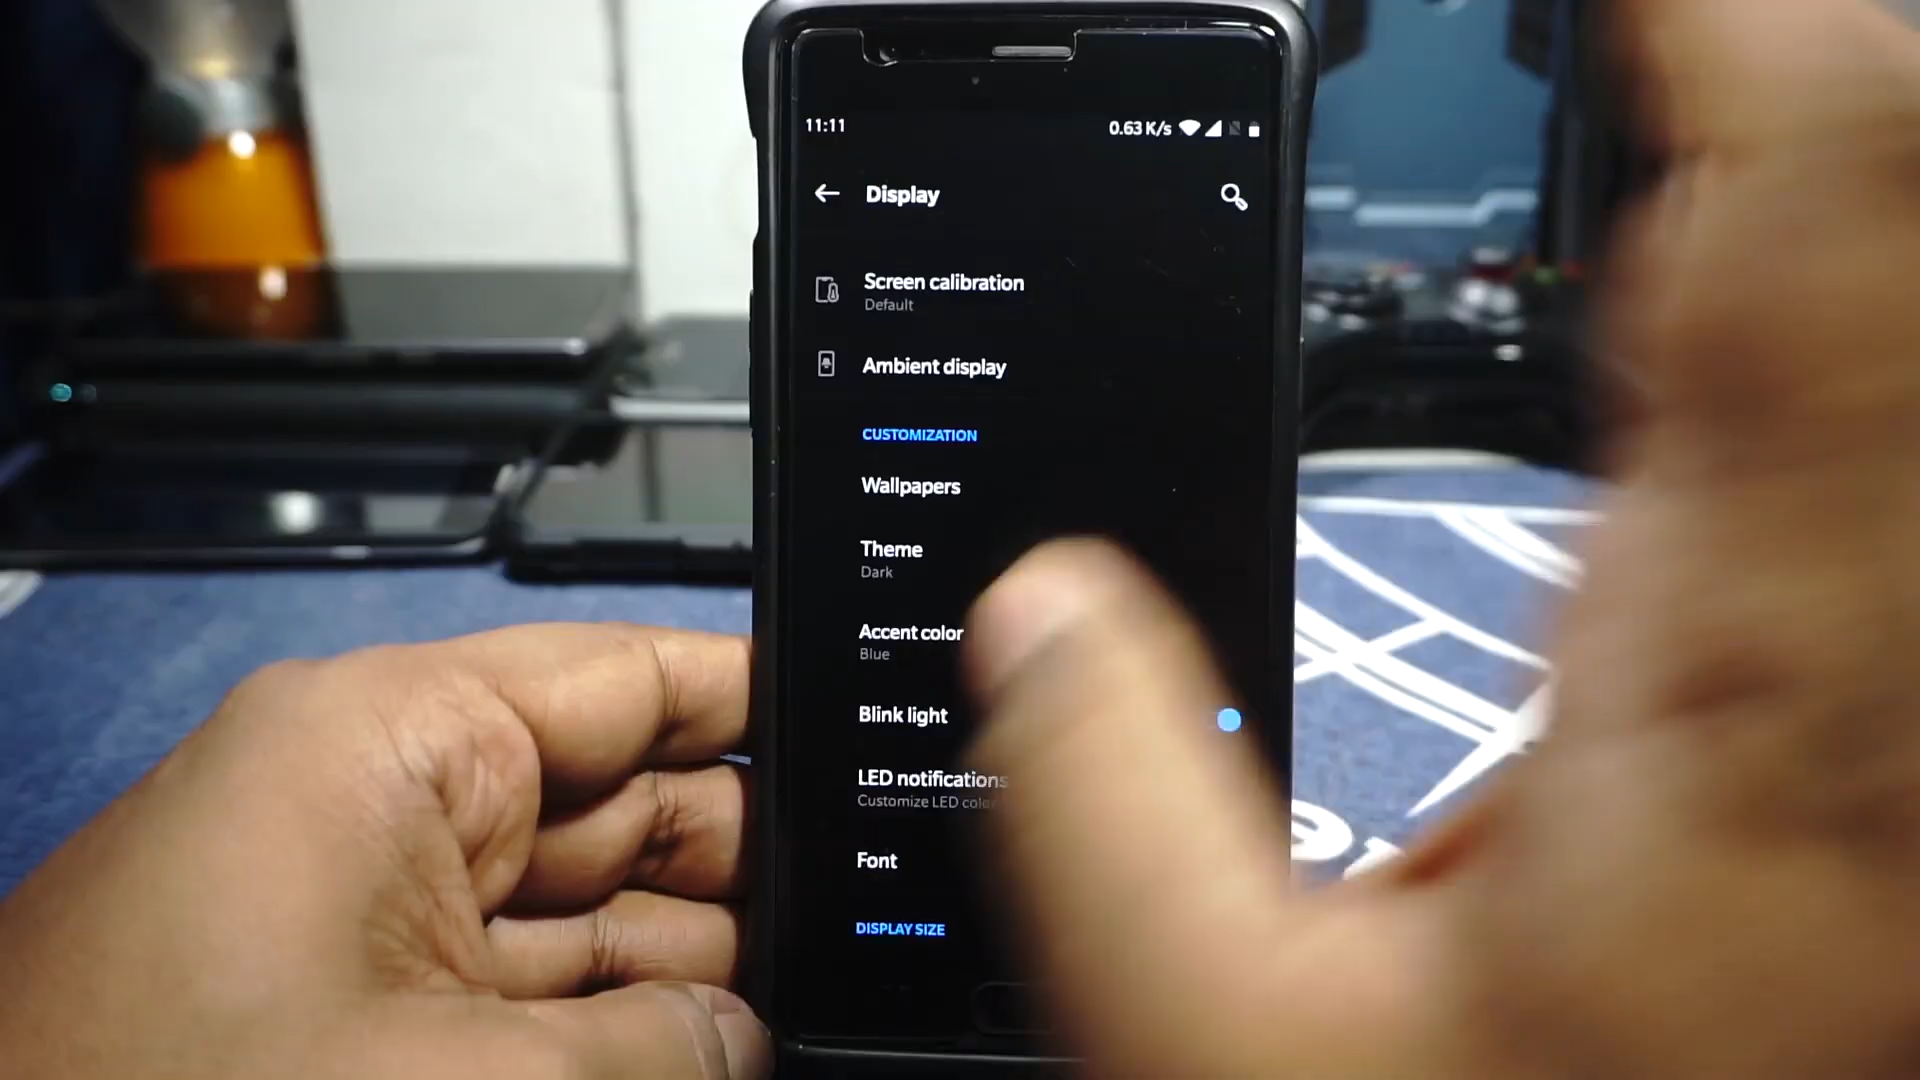 11:11
0.63 K/s
Display
Screen calibration
Default
Ambient display
CUSTOMIZATION
Wallpapers
Theme
Dark
Accent color
Blue
Blink light
LED notifications
Customize LED color
Font
DISPLAY SIZE